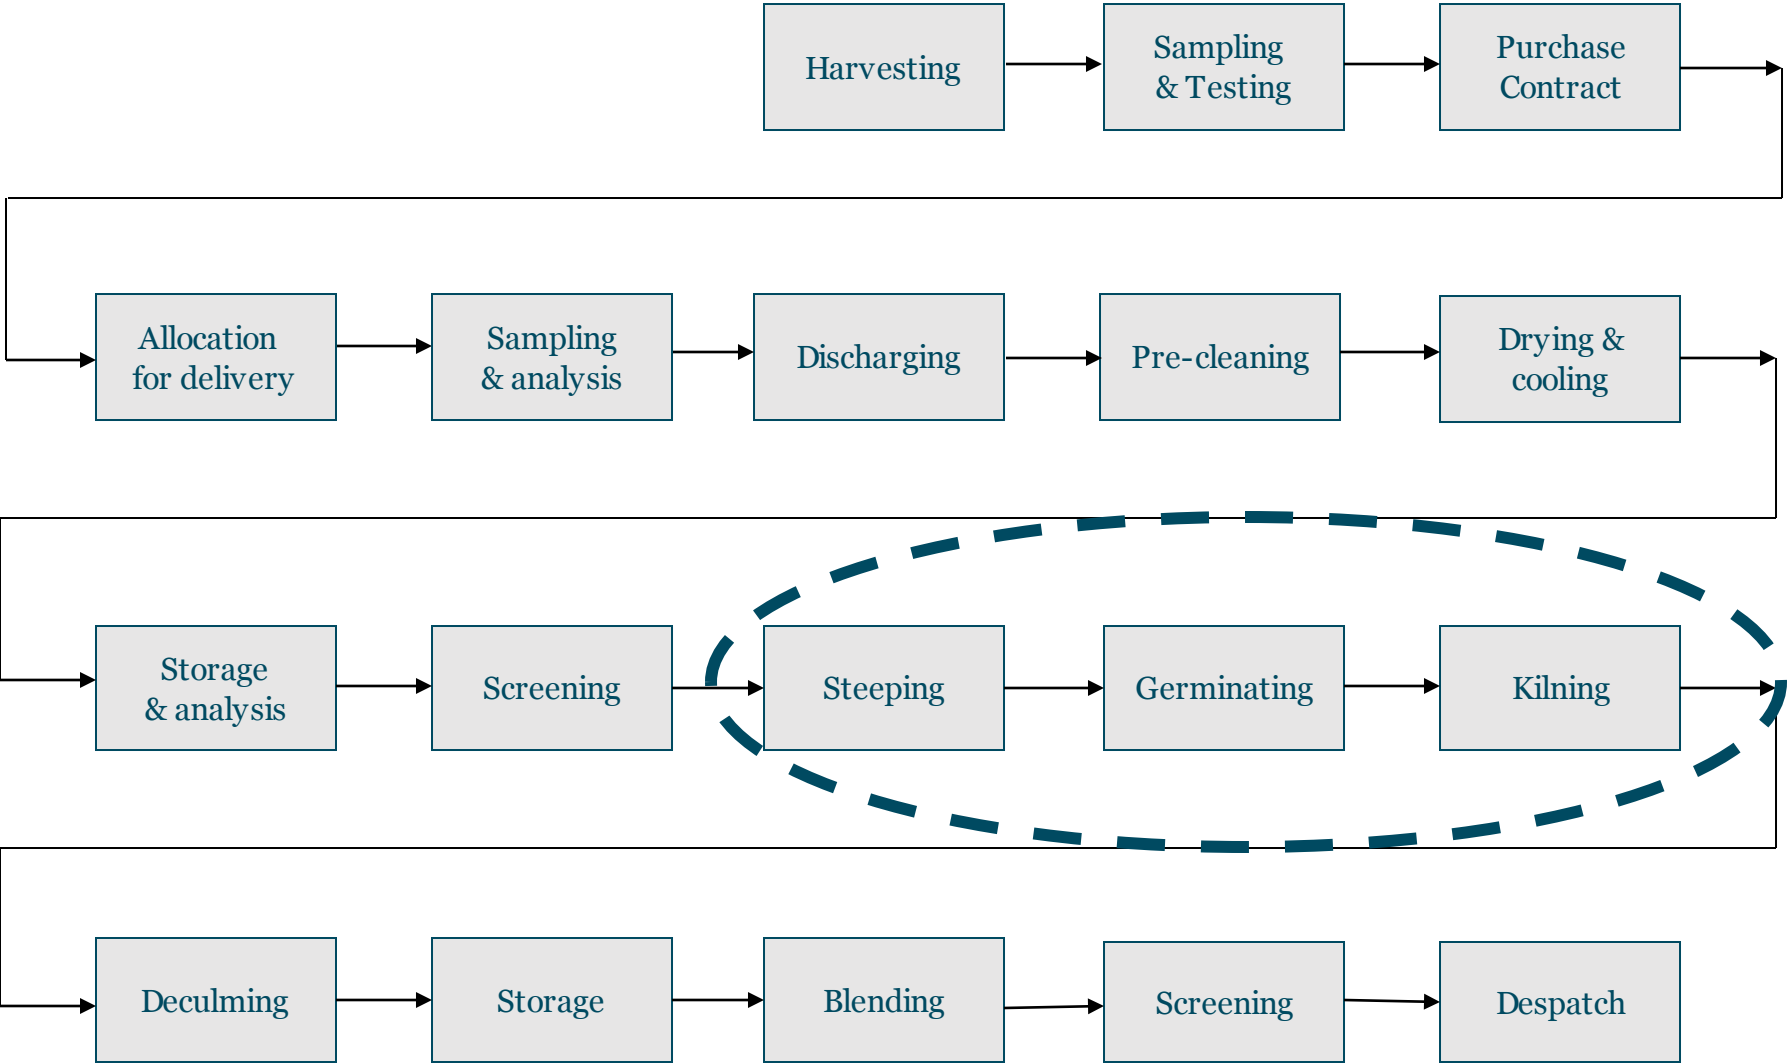 Harvesting
Sampling
& Testing
Purchase
Contract
Allocation
for delivery
Sampling
& analysis
Discharging
Pre-cleaning
Drying &
cooling
Storage
& analysis
Screening
Steeping
Germinating
Kilning
Deculming
Storage
Blending
Screening
Despatch